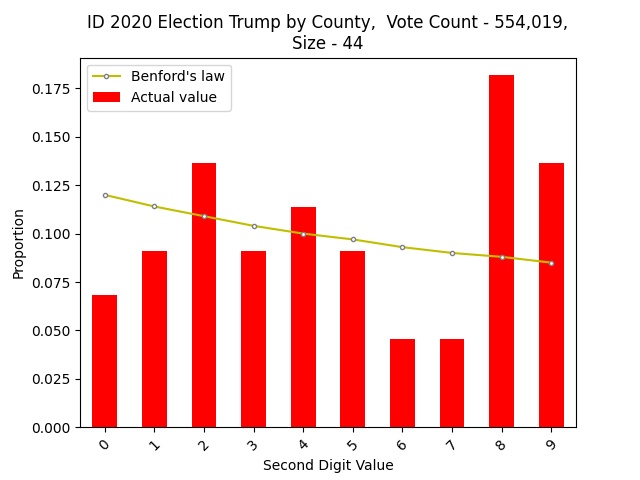 ID 2020 Election Trump by County,  Vote Count - 554,019,
Size - 44
Benford's law
Actual value
Proportion
0.175
0.150
0.125
0.100
0.075
0.050
0.025
0.000
0 1 2 3 4 5 6 7 8 9
Second Digit Value